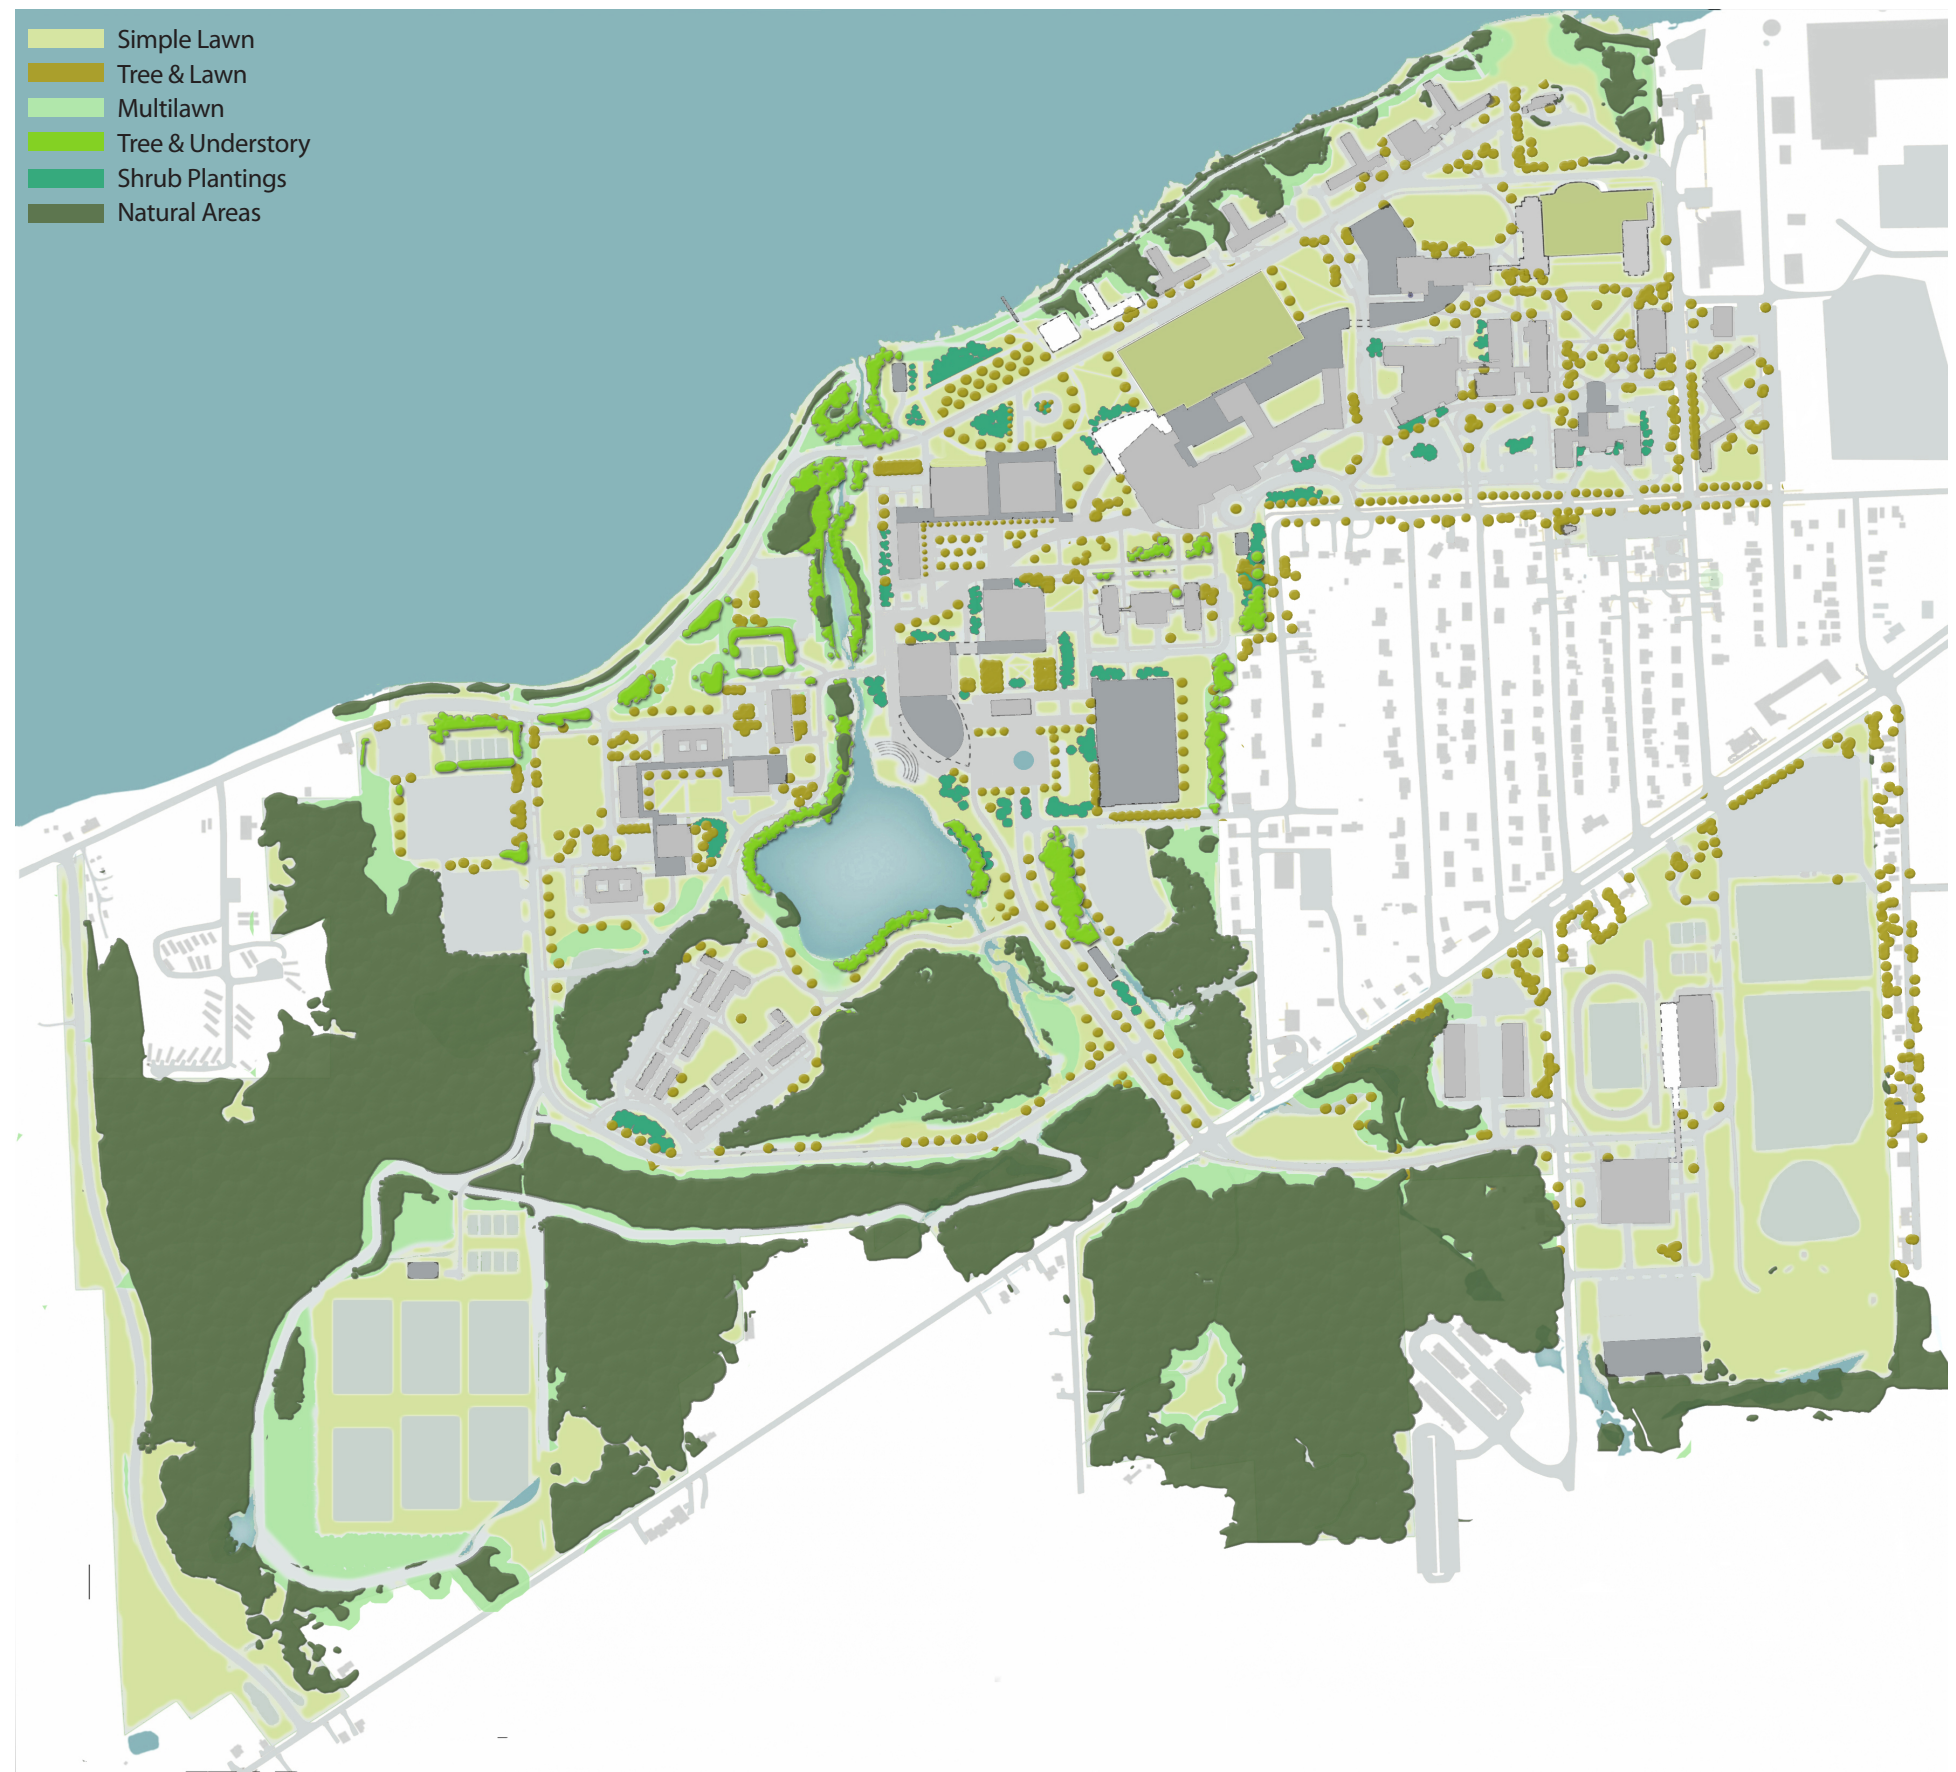 Simple Lawn
Tree & Lawn
Multilawn
Tree & Understory
Shrub Plantings
Natural Areas